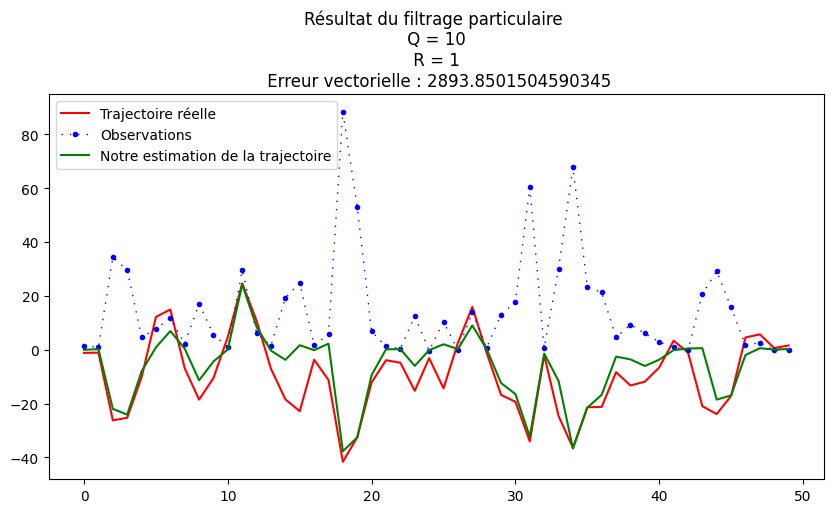 Résultat du filtrage particulaire
Q = 10
R = 1
Erreur vectorielle : 2893.8501504590345
Trajectoire réelle
Observations
Notre estimation de la trajectoire
80
60
40
20
0
−20
−40
0
10
20
30
40
50